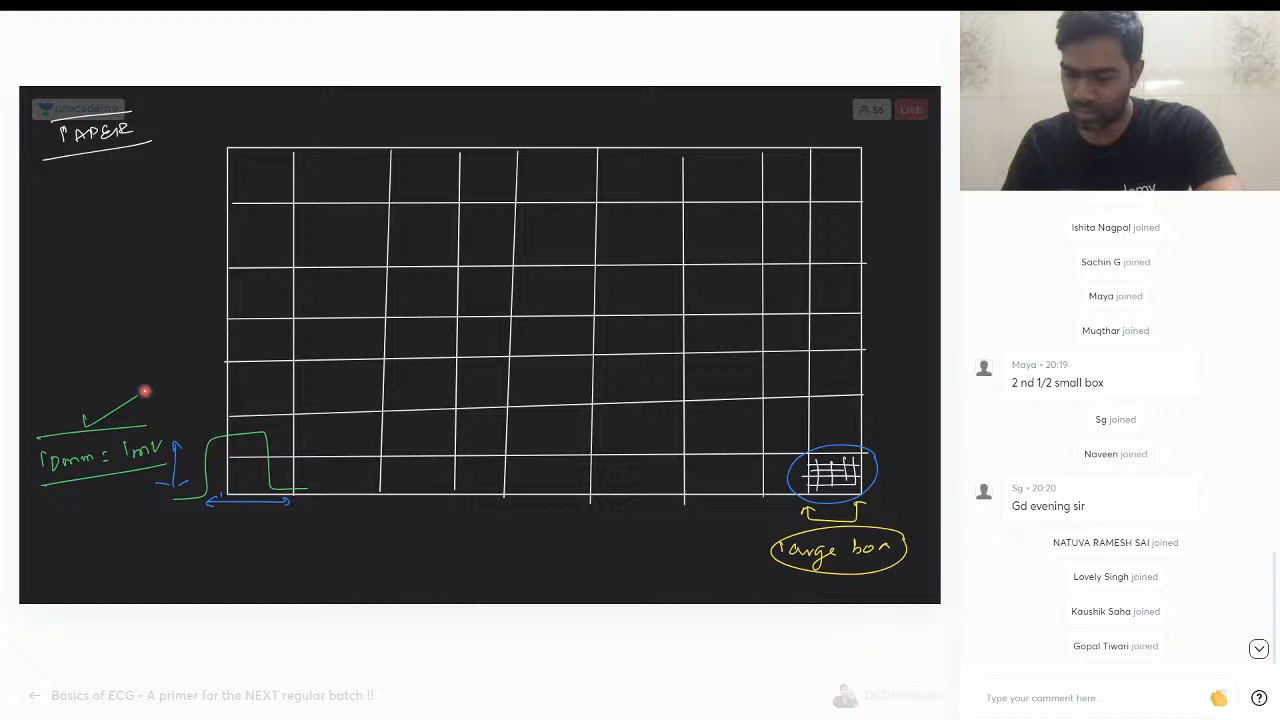 unacademy
PAPER
56
LIVE
10mm = 1mV
large box
Basics of ECG - A primer for the NEXT regular batch !!
Ishita Nagpal joined
Sachin G joined
Maya joined
Muqthar joined
Maya • 20:19
2 nd 1/2 small box
Sg joined
Naveen joined
Sg • 20:20
Gd evening sir
NATUVA RAMESH SAI joined
Lovely Singh joined
Kaushik Saha joined
Gopal Tiwari joined
Type your comment here...